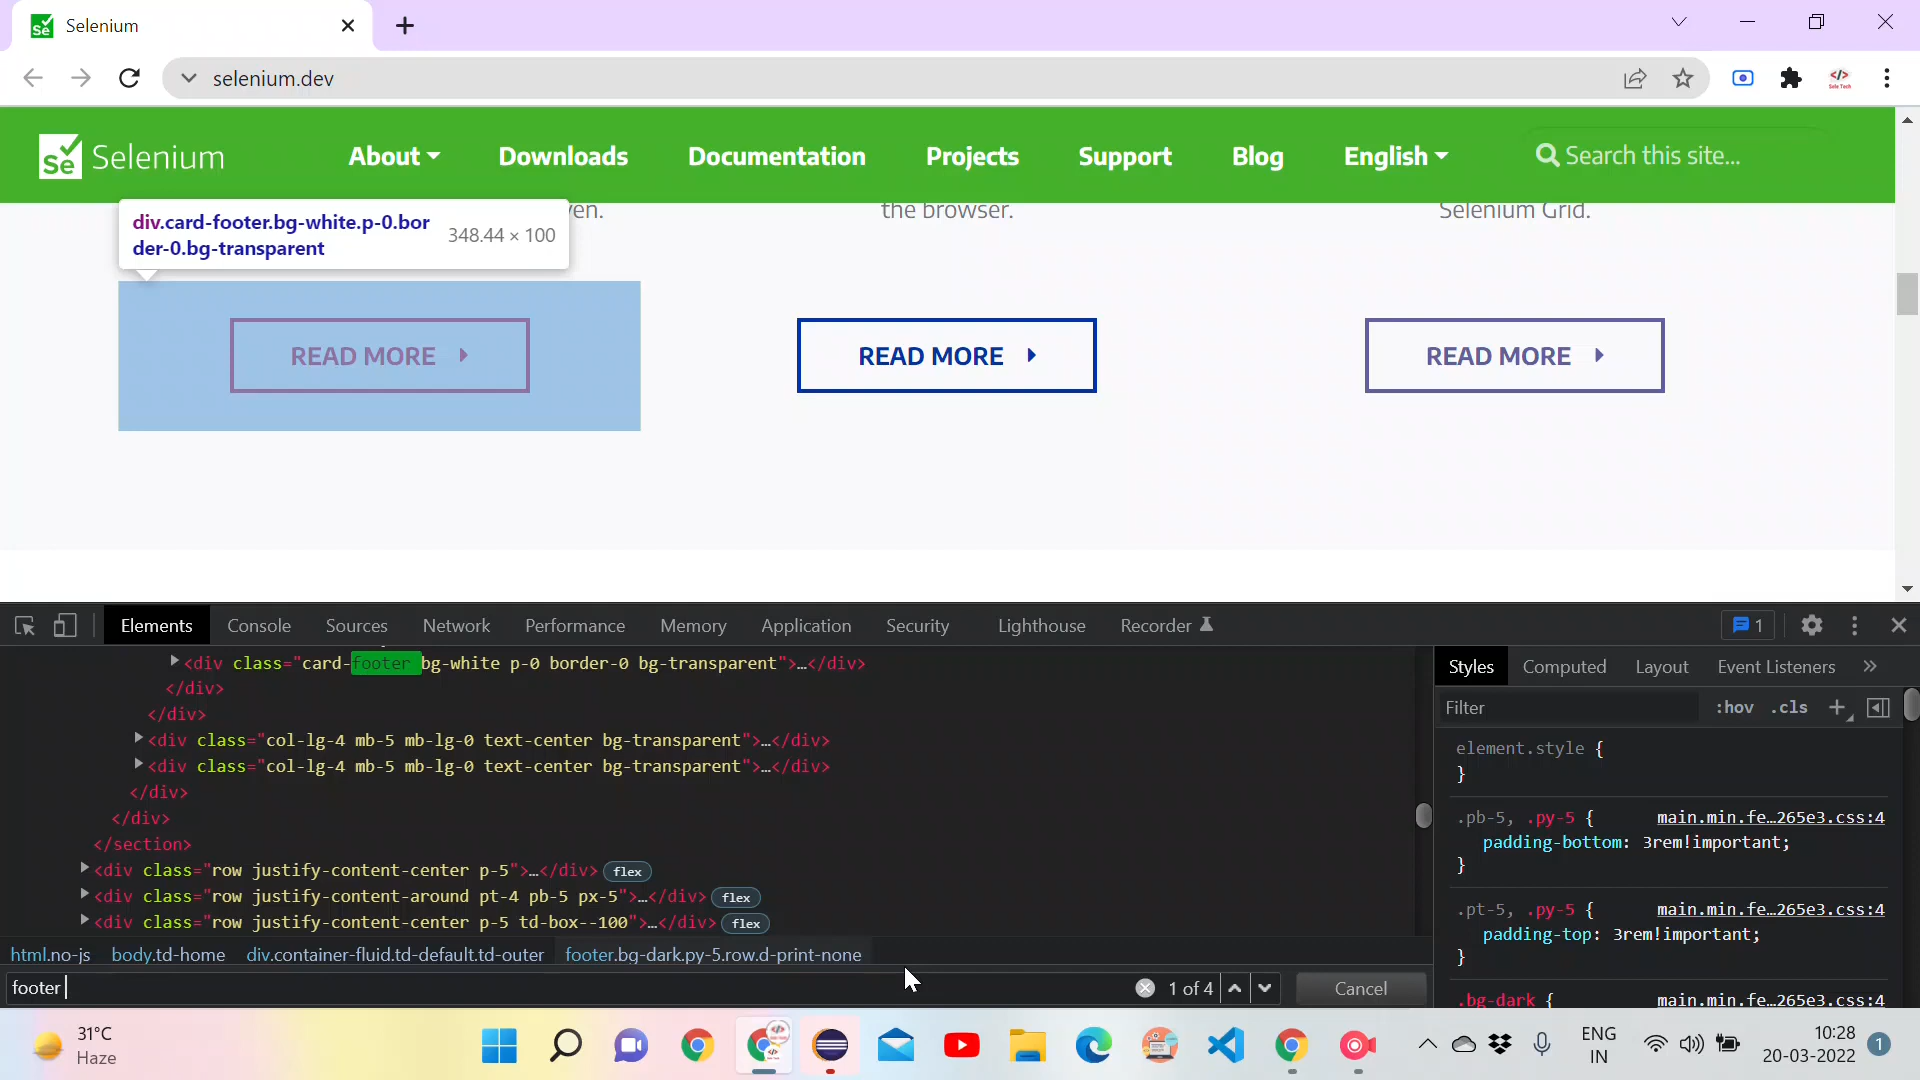 Selenium
selenium.dev
Se Selenium
About
Downloads
Documentation
Projects
Support
Blog
English
Search this site...
div.card-footer.bg-white.p-0.bor
der-0.bg-transparent
348.44 × 100
ven.
the browser.
Selenium Grid.
READ MORE
READ MORE
READ MORE
Elements
Console
Sources
Network
Performance
Memory
Application
Security
Lighthouse
Recorder
1
<div class="card-footer bg-white p-0 border-0 bg-transparent">…</div>
</div>
</div>
<div class="col-lg-4 mb-5 mb-lg-0 text-center bg-transparent">…</div>
<div class="col-lg-4 mb-5 mb-lg-0 text-center bg-transparent">…</div>
</div>
</div>
</section>
<div class="row justify-content-center p-5">…</div> flex
<div class="row justify-content-around pt-4 pb-5 px-5">…</div> flex
<div class="row justify-content-center p-5 td-box--100">…</div> flex
html.no-js
body.td-home
div.container-fluid.td-default.td-outer
footer.bg-dark.py-5.row.d-print-none
footer
1 of 4
Cancel
Styles
Computed
Layout
Event Listeners
Filter
:hov
.cls
element.style {
}
.pb-5, .py-5 {
main.min.fe…265e3.css:4
padding-bottom: 3rem!important;
}
.pt-5, .py-5 {
main.min.fe…265e3.css:4
padding-top: 3rem!important;
}
.bg-dark {
main.min.fe…265e3.css:4
31°C
Haze
ENG
IN
10:28
20-03-2022
1